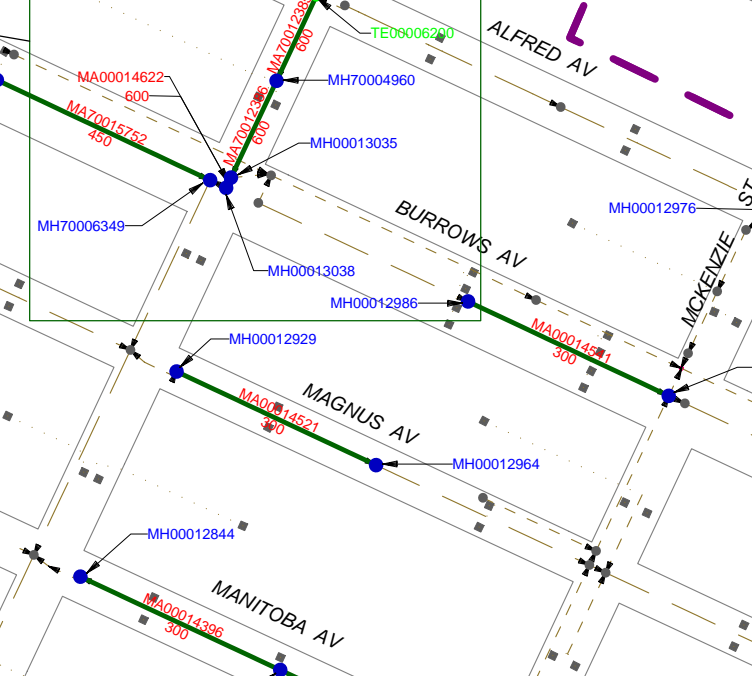 ALFRED AV
TE00006200
MA70012385
600
MA00014622
600
MH70004960
MA70012386
600
MA70015752
450
MH00013035
MH00012976
ST
MCKENZIE
MH70006349
BURROWS AV
MH00013038
MH00012986
MA00014541
300
MH00012929
MAGNUS AV
MA00014521
300
MH00012964
MH00012844
MANITOBA AV
MA00014396
300